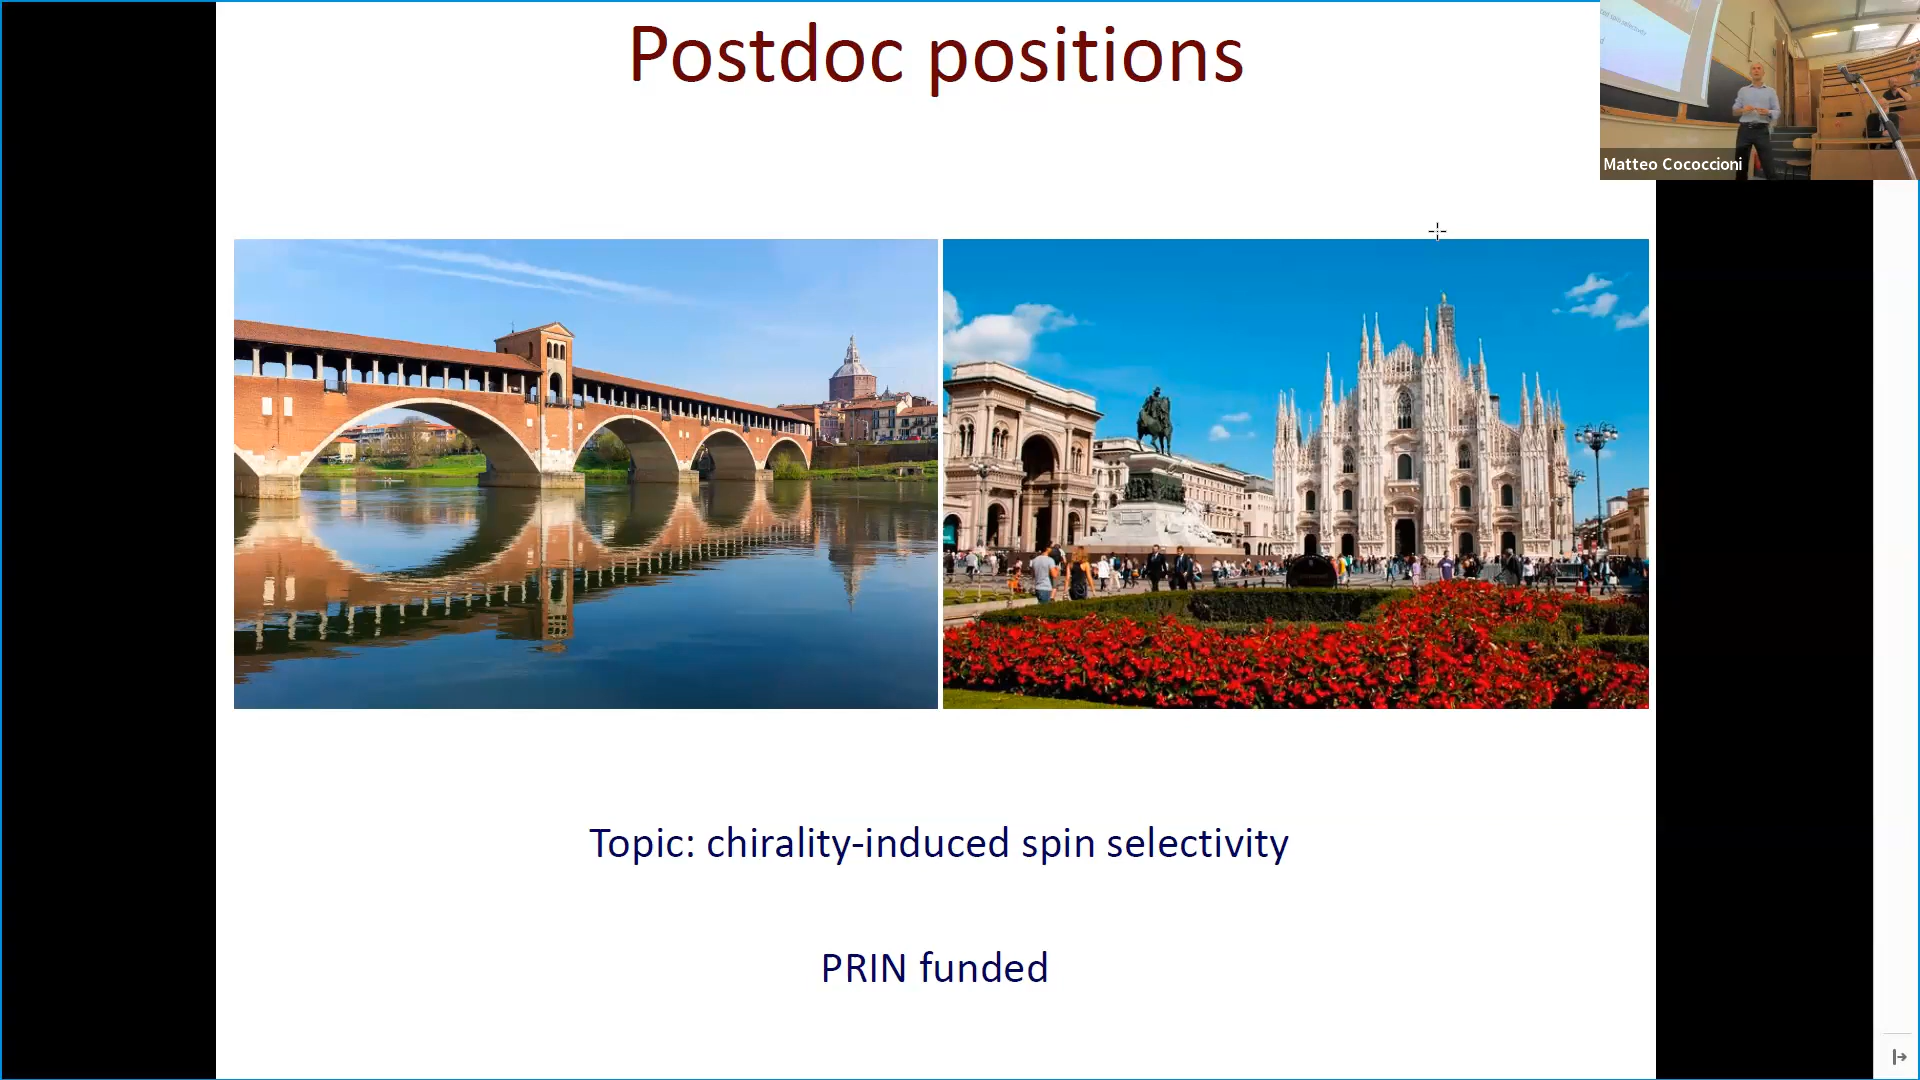 Postdoc positions
Matteo Cococcioni
Topic: chirality-induced spin selectivity
PRIN funded